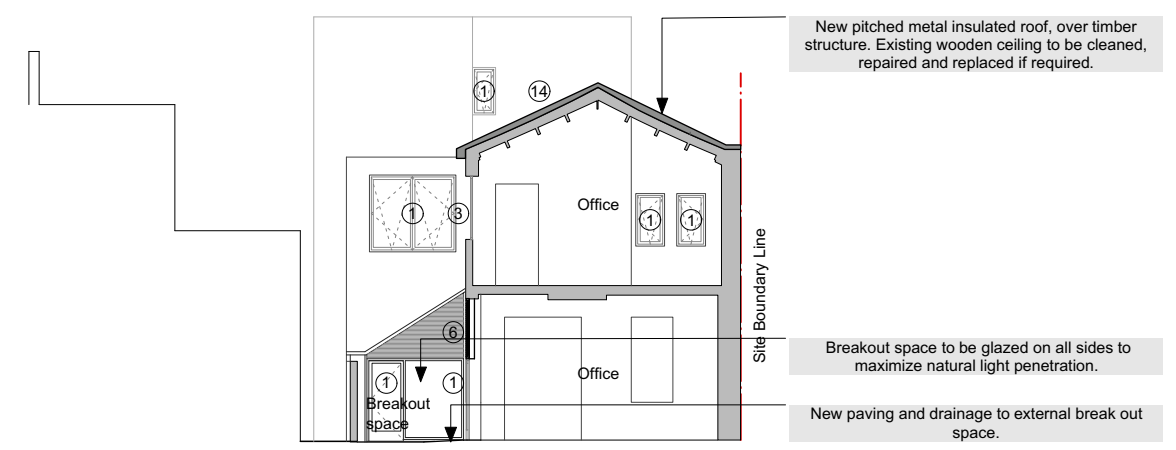 New pitched metal insulated roof, over timber
structure. Existing wooden ceiling to be cleaned,
repaired and replaced if required.
1
14
1
3
Office
1
1
Site Boundary Line
6
Breakout space to be glazed on all sides to
maximize natural light penetration.
Office
1
1
Breakout
space
New paving and drainage to external break out
space.